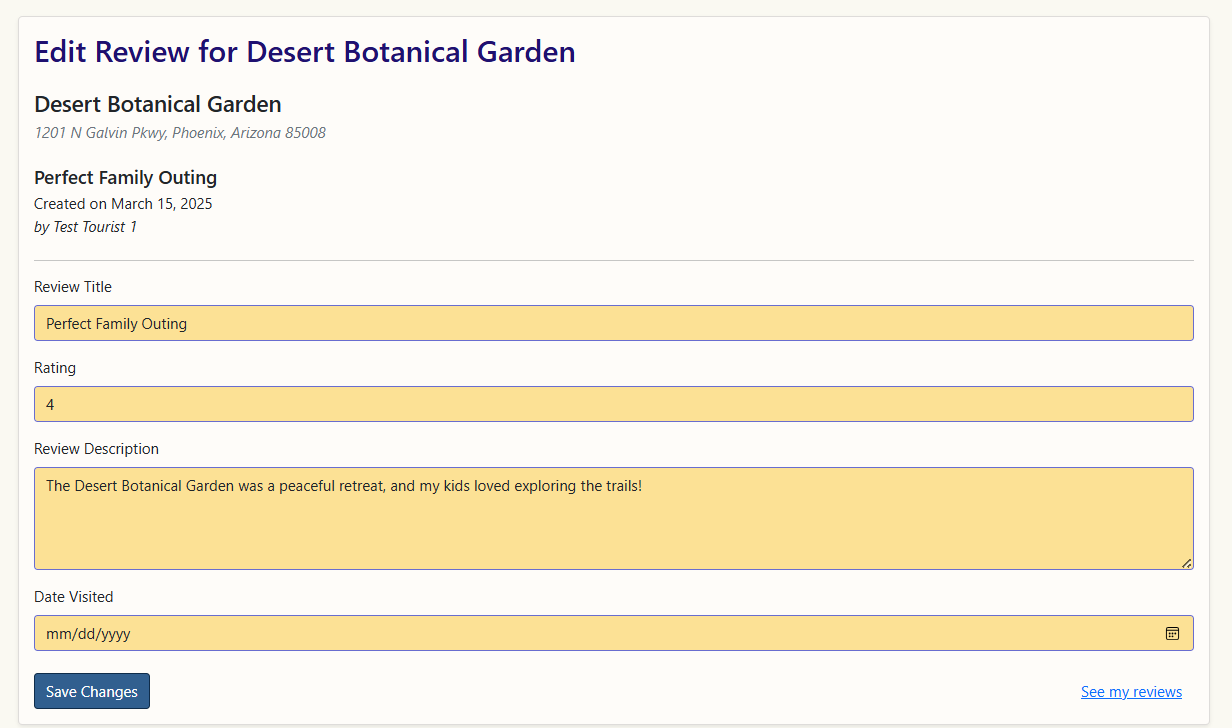 Edit Review for Desert Botanical Garden
Desert Botanical Garden
1201 N Galvin Pkwy, Phoenix, Arizona 85008
Perfect Family Outing
Created on March 15, 2025
by Test Tourist 1
Review Title
Perfect Family Outing
Rating
4
Review Description
The Desert Botanical Garden was a peaceful retreat, and my kids loved exploring the trails!
Date Visited
mm/dd/yyyy
Save Changes
See my reviews